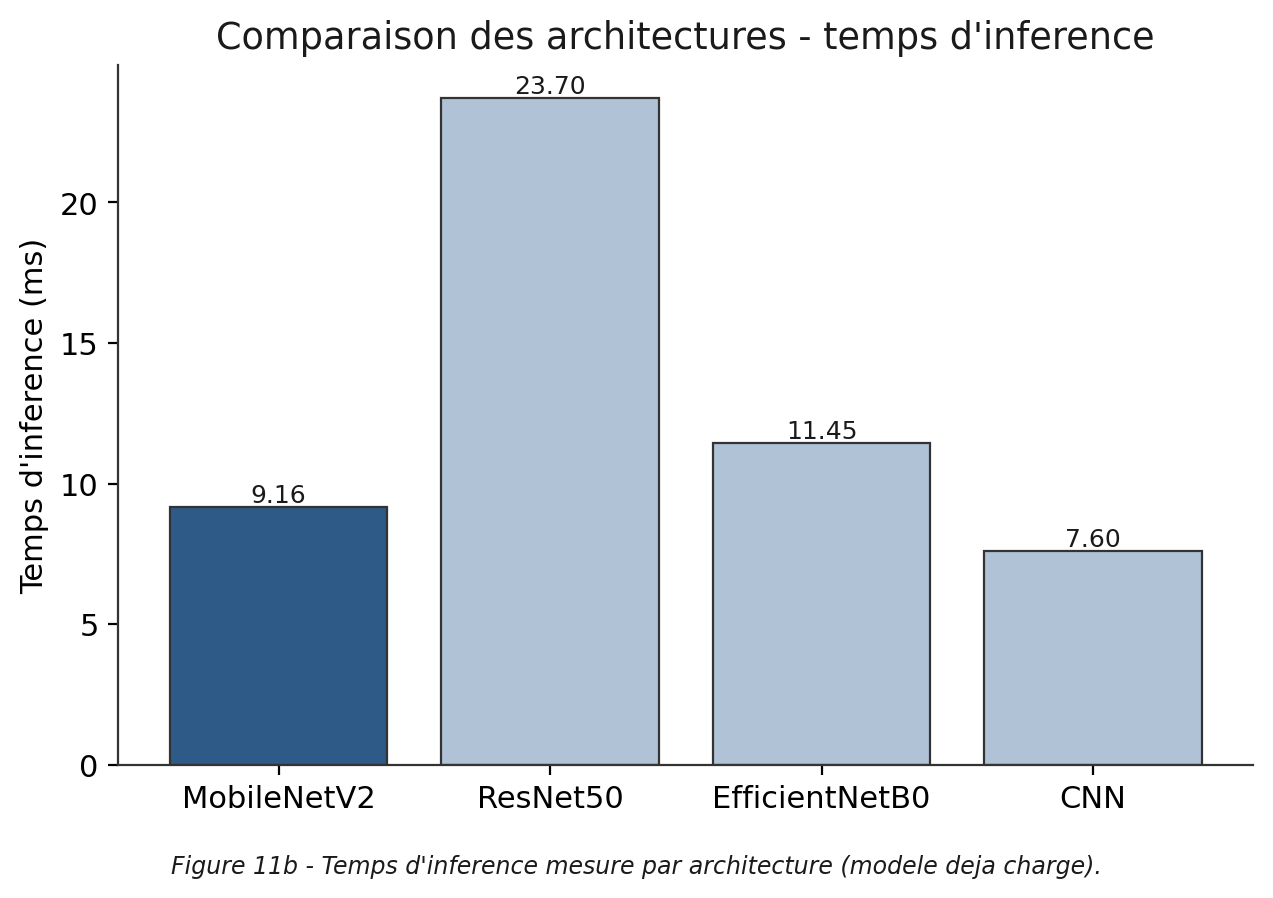 Comparaison des architectures - temps d'inference
Temps d'inference (ms)
20
15
10
5
0
23.70
11.45
9.16
7.60
MobileNetV2
ResNet50
EfficientNetB0
CNN
Figure 11b - Temps d'inference mesure par architecture (modele deja charge).